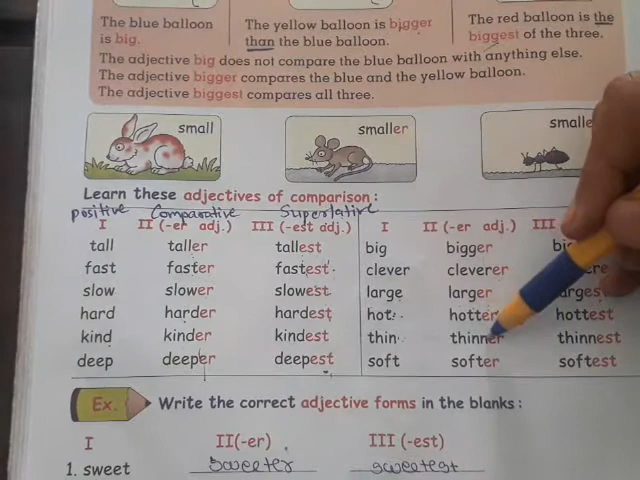 The blue balloon
is big.
The yellow balloon is bigger
than the blue balloon.
The red balloon is the
biggest of the three.
The adjective big does not compare the blue balloon with anything else.
The adjective bigger compares the blue and the yellow balloon.
The adjective biggest compares all three.
small
smaller
smalle
Learn these adjectives of comparison:
positive Comparative Superlative
I II (-er adj.) III (-est adj.) I II (-er adj.) III
tall taller tallest big bigger
fast faster fastest clever cleverer
slow slower slowest large larger largest
hard harder hardest hot hotter hottest
kind kinder kindest thin thinner thinnest
deep deeper deepest soft softer softest
Ex. Write the correct adjective forms in the blanks:
I II(-er) III (-est)
1. sweet sweeter sweetest